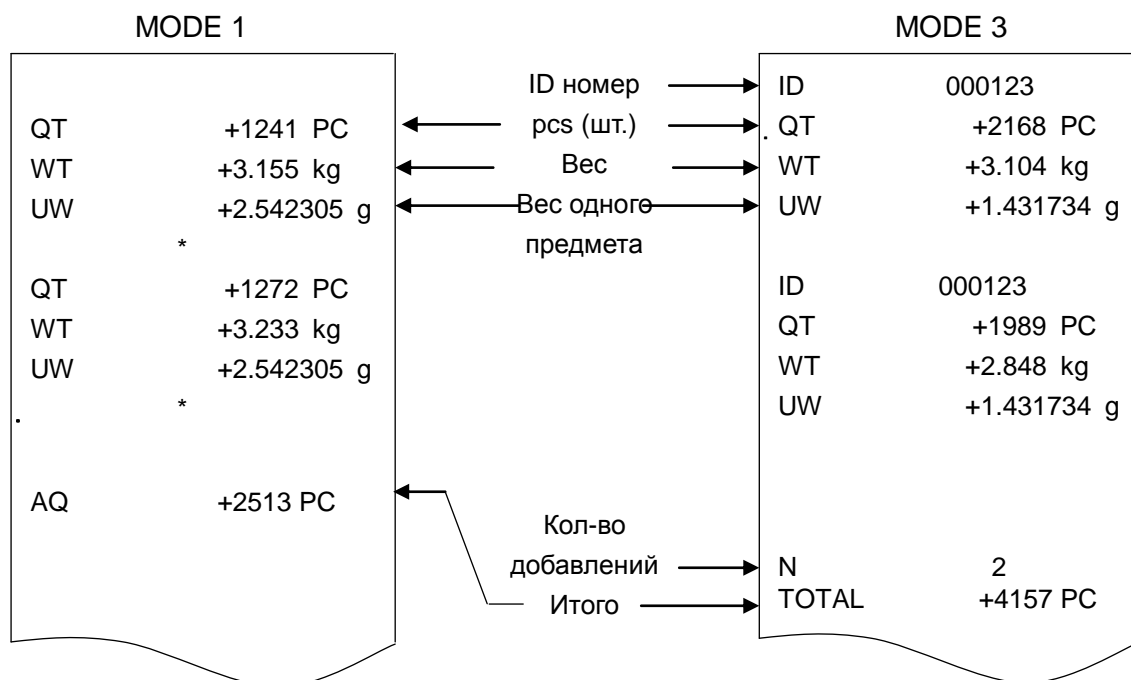 MODE 1
QT +1241 PC
WT +3.155 kg
UW +2.542305 g
*
QT +1272 PC
WT +3.233 kg
UW +2.542305 g
*
AQ +2513 PC
ID номер
pcs (шт.)
Вес
Вес одного
предмета
Кол-во
добавлений
Итого
MODE 3
ID 000123
QT +2168 PC
WT +3.104 kg
UW +1.431734 g
ID 000123
QT +1989 PC
WT +2.848 kg
UW +1.431734 g
N 2
TOTAL +4157 PC